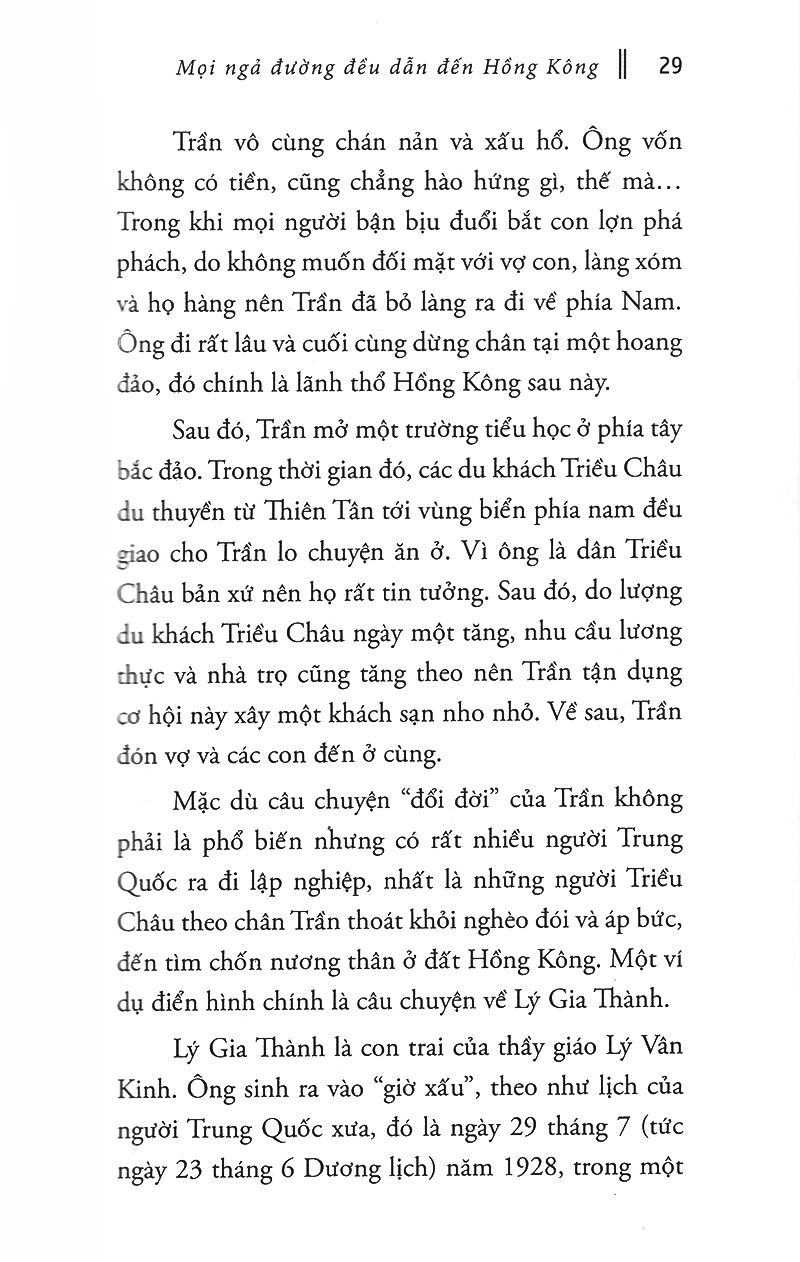 Mọi ngả đường đều dẫn đến Hồng Kông || 29
Trần vô cùng chán nản và xấu hổ. Ông vốn
không có tiền, cũng chẳng hào hứng gì, thế mà...
Trong khi mọi người bận bịu đuổi bắt con lợn phá
phách, do không muốn đối mặt với vợ con, làng xóm
và họ hàng nên Trần đã bỏ làng ra đi về phía Nam.
Ông đi rất lâu và cuối cùng dừng chân tại một hoang
đảo, đó chính là lãnh thổ Hồng Kông sau này.
Sau đó, Trần mở một trường tiểu học ở phía tây
bắc đảo. Trong thời gian đó, các du khách Triều Châu
du thuyền từ Thiên Tân tới vùng biển phía nam đều
giao cho Trần lo chuyện ăn ở. Vì ông là dân Triều
Châu bản xứ nên họ rất tin tưởng. Sau đó, do lượng
du khách Triều Châu ngày một tăng, nhu cầu lương
thực và nhà trọ cũng tăng theo nên Trần tận dụng
cơ hội này xây một khách sạn nho nhỏ. Về sau, Trần
đón vợ và các con đến ở cùng.
Mặc dù câu chuyện “đổi đời” của Trần không
phải là phổ biến nhưng có rất nhiều người Trung
Quốc ra đi lập nghiệp, nhất là những người Triều
Châu theo chân Trần thoát khỏi nghèo đói và áp bức,
đến tìm chốn nương thân ở đất Hồng Kông. Một ví
dụ điển hình chính là câu chuyện về Lý Gia Thành.
Lý Gia Thành là con trai của thầy giáo Lý Vân
Kinh. Ông sinh ra vào “giờ xấu”, theo như lịch của
người Trung Quốc xưa, đó là ngày 29 tháng 7 (tức
ngày 23 tháng 6 Dương lịch) năm 1928, trong một